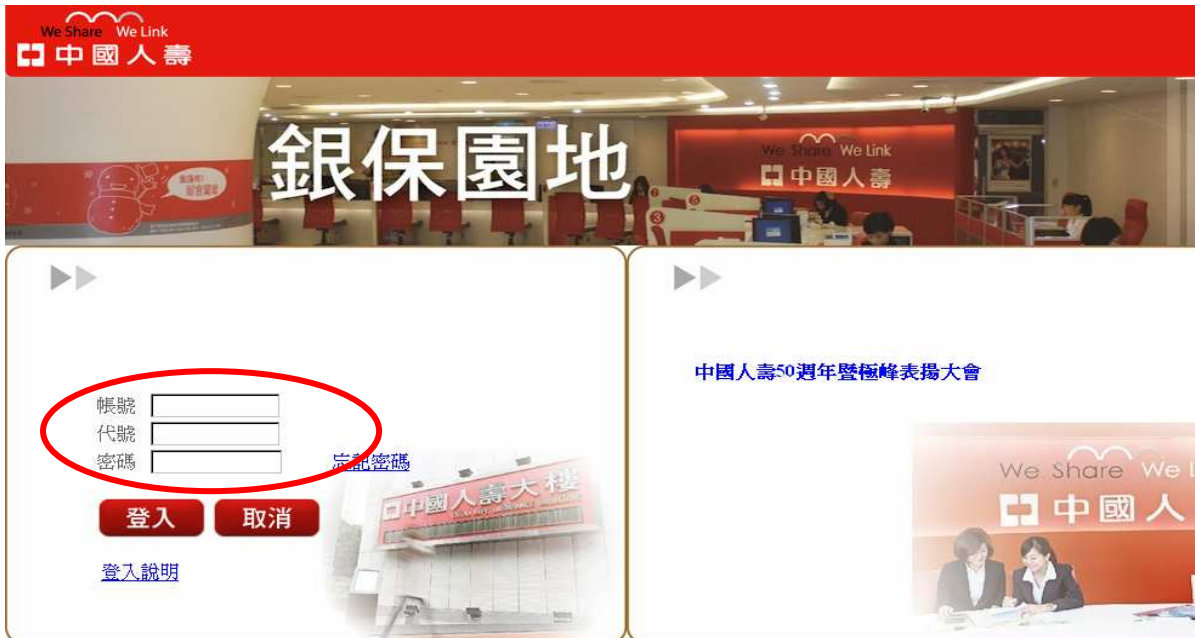 We Share We Link
中國人壽
銀保園地
We Share We Link
中國人壽
中國人壽50週年暨極峰表揚大會
帳號
代號
密碼
忘記密碼
登入 取消
登入說明
中國人壽大樓
We Share We L
中國人